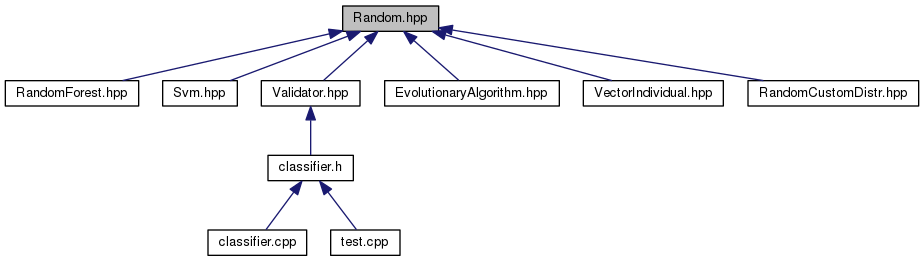 Random.hpp
RandomForest.hpp
Svm.hpp
Validator.hpp
EvolutionaryAlgorithm.hpp
VectorIndividual.hpp
RandomCustomDistr.hpp
classifier.h
classifier.cpp
test.cpp